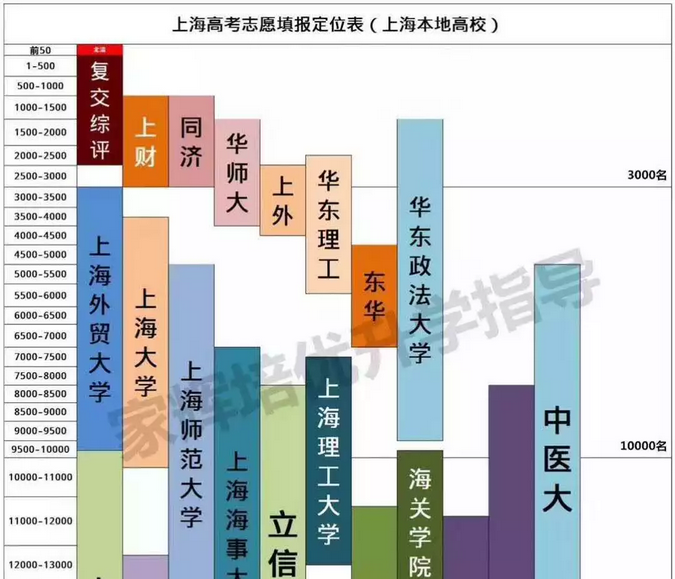 上海高考志愿填报定位表（上海本地高校）
前50
1-500
500-1000
1000-1500
1500-2000
2000-2500
2500-3000
3000-3500
3500-4000
4000-4500
4500-5000
5000-5500
5500-6000
6000-6500
6500-7000
7000-7500
7500-8000
8000-8500
8500-9000
9000-9500
9500-10000
10000-11000
11000-12000
12000-13000
复交综评
上财
同济
华师大
上外
华东理工
东华
华东政法大学
3000名
上海外贸大学
上海大学
上海师范大学
上海海事大
立信
上海理工大学
海关学院
中医大
10000名
家辉培优升学指导